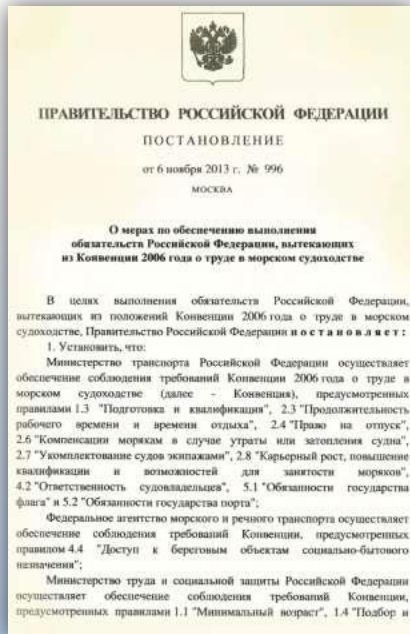 ПРАВИТЕЛЬСТВО РОССИЙСКОЙ ФЕДЕРАЦИИ
ПОСТАНОВЛЕНИЕ
от 6 ноября 2013 г. № 996
МОСКВА
О мерах по обеспечению выполнения
обязательств Российской Федерации, вытекающих
из Конвенции 2006 года о труде в морском судоходстве
В целях выполнения обязательств Российской Федерации,
вытекающих из положений Конвенции 2006 года о труде в морском
судоходстве, Правительство Российской Федерации постановляет:
1. Установить, что:
Министерство транспорта Российской Федерации осуществляет
обеспечение соблюдения требований Конвенции 2006 года о труде в
морском судоходстве (далее - Конвенция), предусмотренных
правилами 1.3 "Подготовка и квалификация", 2.3 "Продолжительность
рабочего времени и времени отдыха", 2.4 "Право на отпуск",
2.6 "Компенсации морякам в случае утраты или затопления судна",
2.7 "Укомплектование судов экипажами", 2.8 "Карьерный рост, повышение
квалификации и возможностей для занятости моряков",
4.2 "Ответственность судовладельцев", 5.1 "Обязанности государства
флага" и 5.2 "Обязанности государства порта";
Федеральное агентство морского и речного транспорта осуществляет
обеспечение соблюдения требований Конвенции, предусмотренных
правилом 4.4 "Доступ к береговым объектам социально-бытового
назначения";
Министерство труда и социальной защиты Российской Федерации
осуществляет обеспечение соблюдения требований Конвенции,
предусмотренных правилами 1.1 "Минимальный возраст", 1.4 "Подбор и